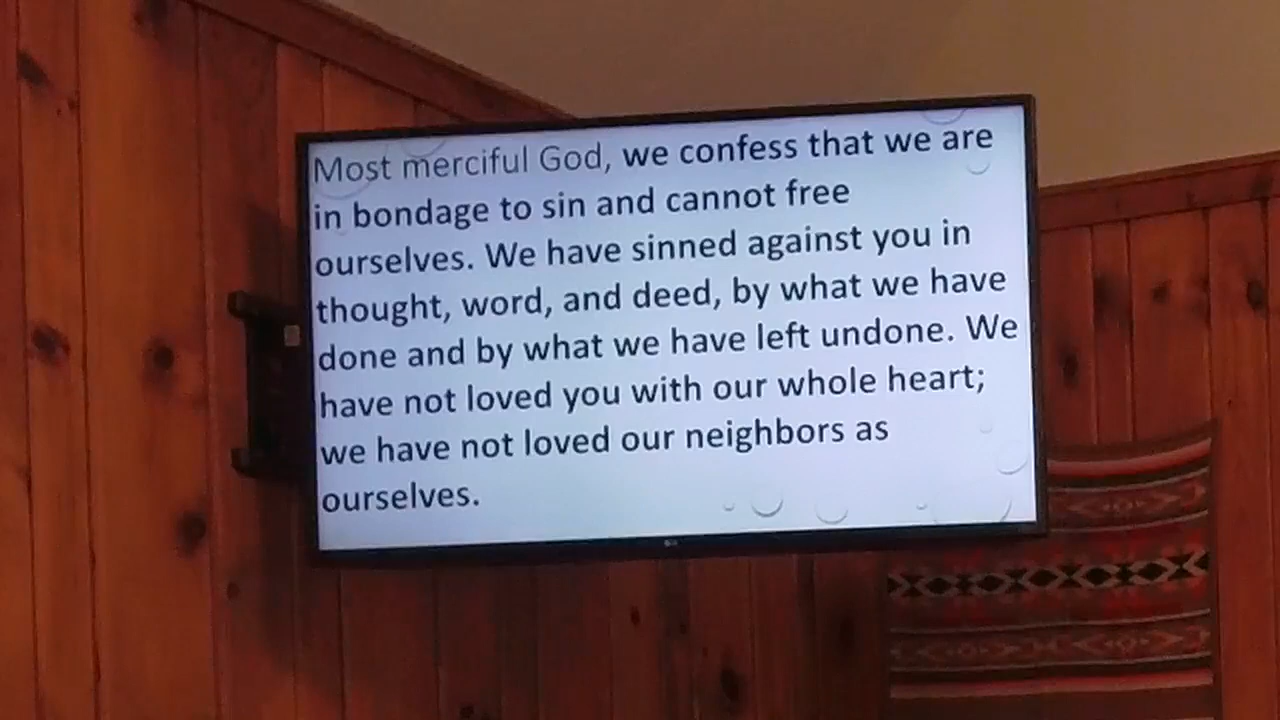 Most merciful God, we confess that we are
in bondage to sin and cannot free
ourselves. We have sinned against you in
thought, word, and deed, by what we have
done and by what we have left undone. We
have not loved you with our whole heart;
we have not loved our neighbors as
ourselves.